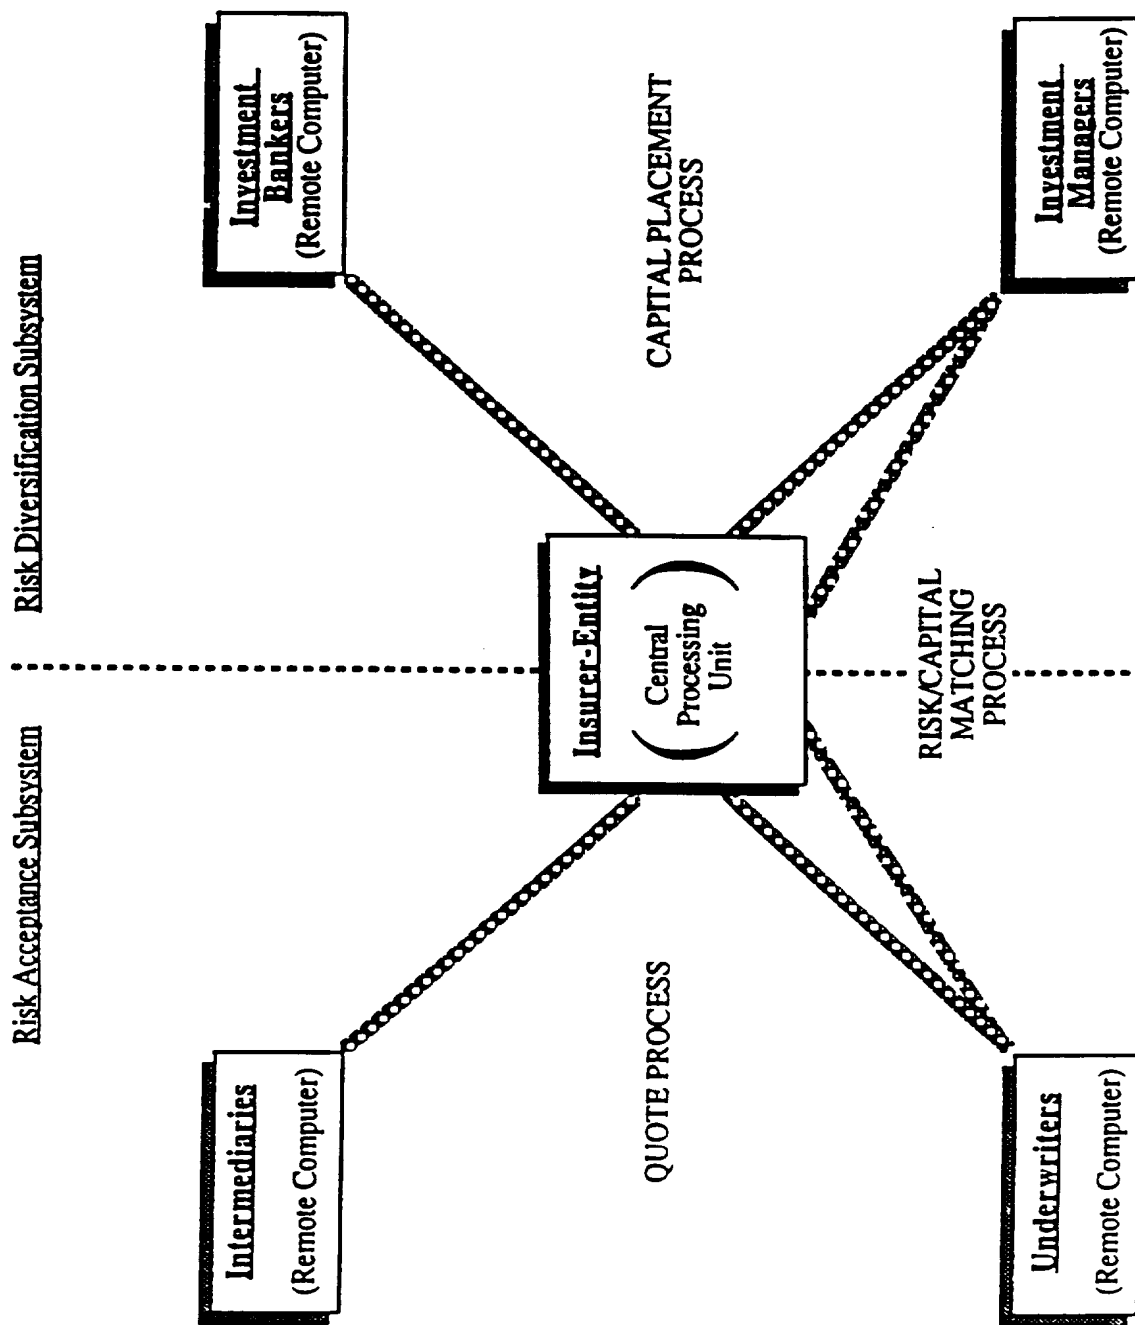 Risk Acceptance Subsystem
Risk Diversification Subsystem
Intermediaries
(Remote Computer)
Investment
Bankers
(Remote Computer)
Insurer-Entity
(Central
Processing
Unit)
QUOTE PROCESS
CAPITAL PLACEMENT
PROCESS
RISK/CAPITAL
MATCHING
PROCESS
Underwriters
(Remote Computer)
Investment
Managers
(Remote Computer)